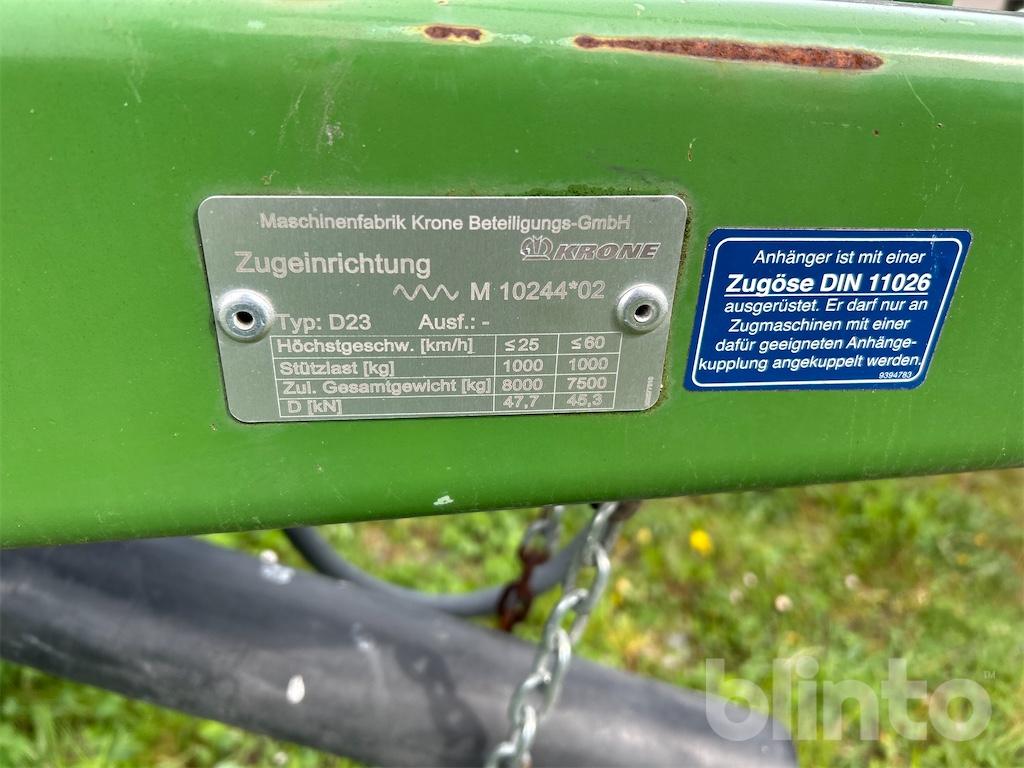 Maschinenfabrik Krone Beteiligungs-GmbH
KRONE
Zugeinrichtung
M 10244*02
Typ: D23 Ausf.: -
Höchstgeschw. [km/h] ≤25 ≤60
Stützlast [kg] 1000 1000
Zul. Gesamtgewicht [kg] 8000 7500
D [kN] 47,7 45,3
Anhänger ist mit einer
Zugöse DIN 11026
ausgerüstet. Er darf nur an
Zugmaschinen mit einer
dafür geeigneten Anhänge-
kupplung angekuppelt werden.
9394783
blinto™